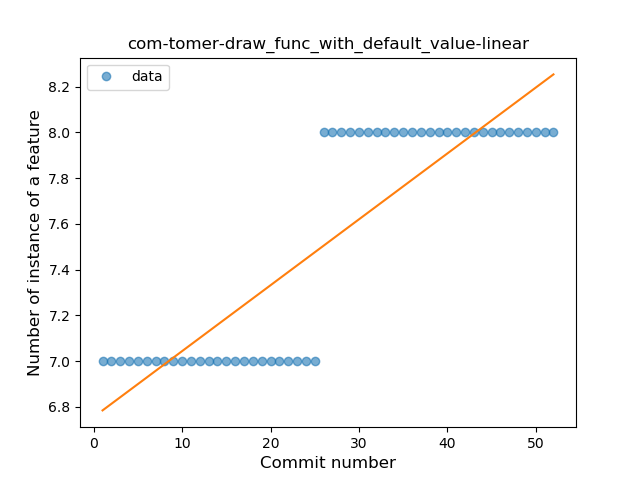 com-tomer-draw_func_with_default_value-linear
data
Number of instance of a feature
8.2
8.0
7.8
7.6
7.4
7.2
7.0
6.8
0 10 20 30 40 50
Commit number